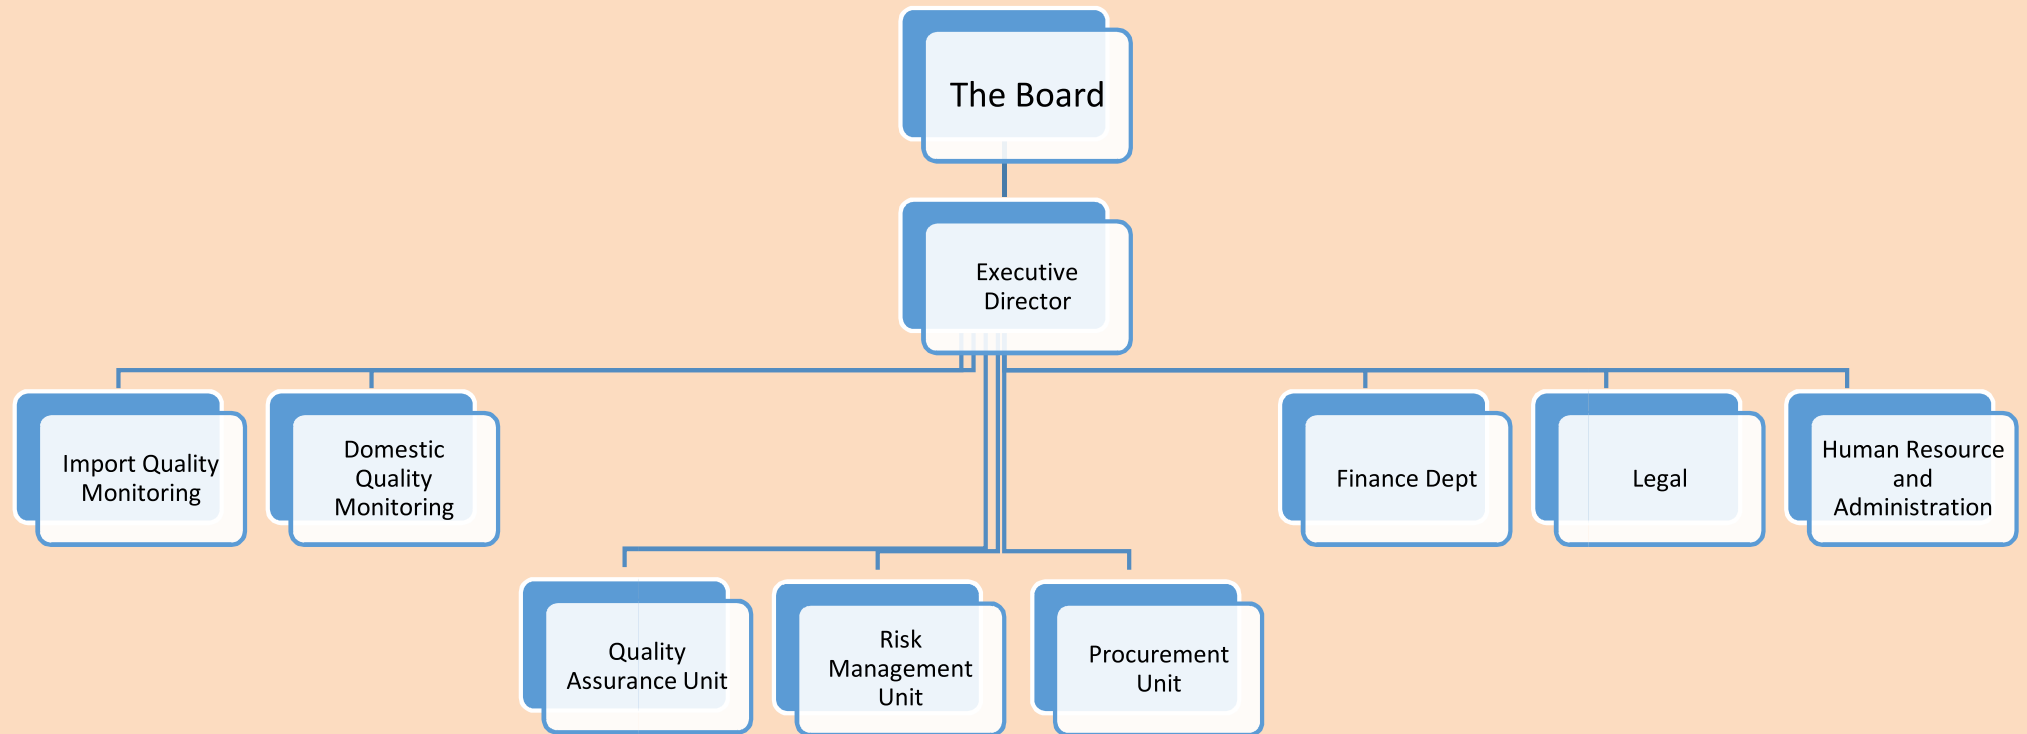 The Board
Executive
Director
Import Quality
Monitoring
Domestic
Quality
Monitoring
Finance Dept
Legal
Human Resource
and
Administration
Quality
Assurance Unit
Risk
Management
Unit
Procurement
Unit